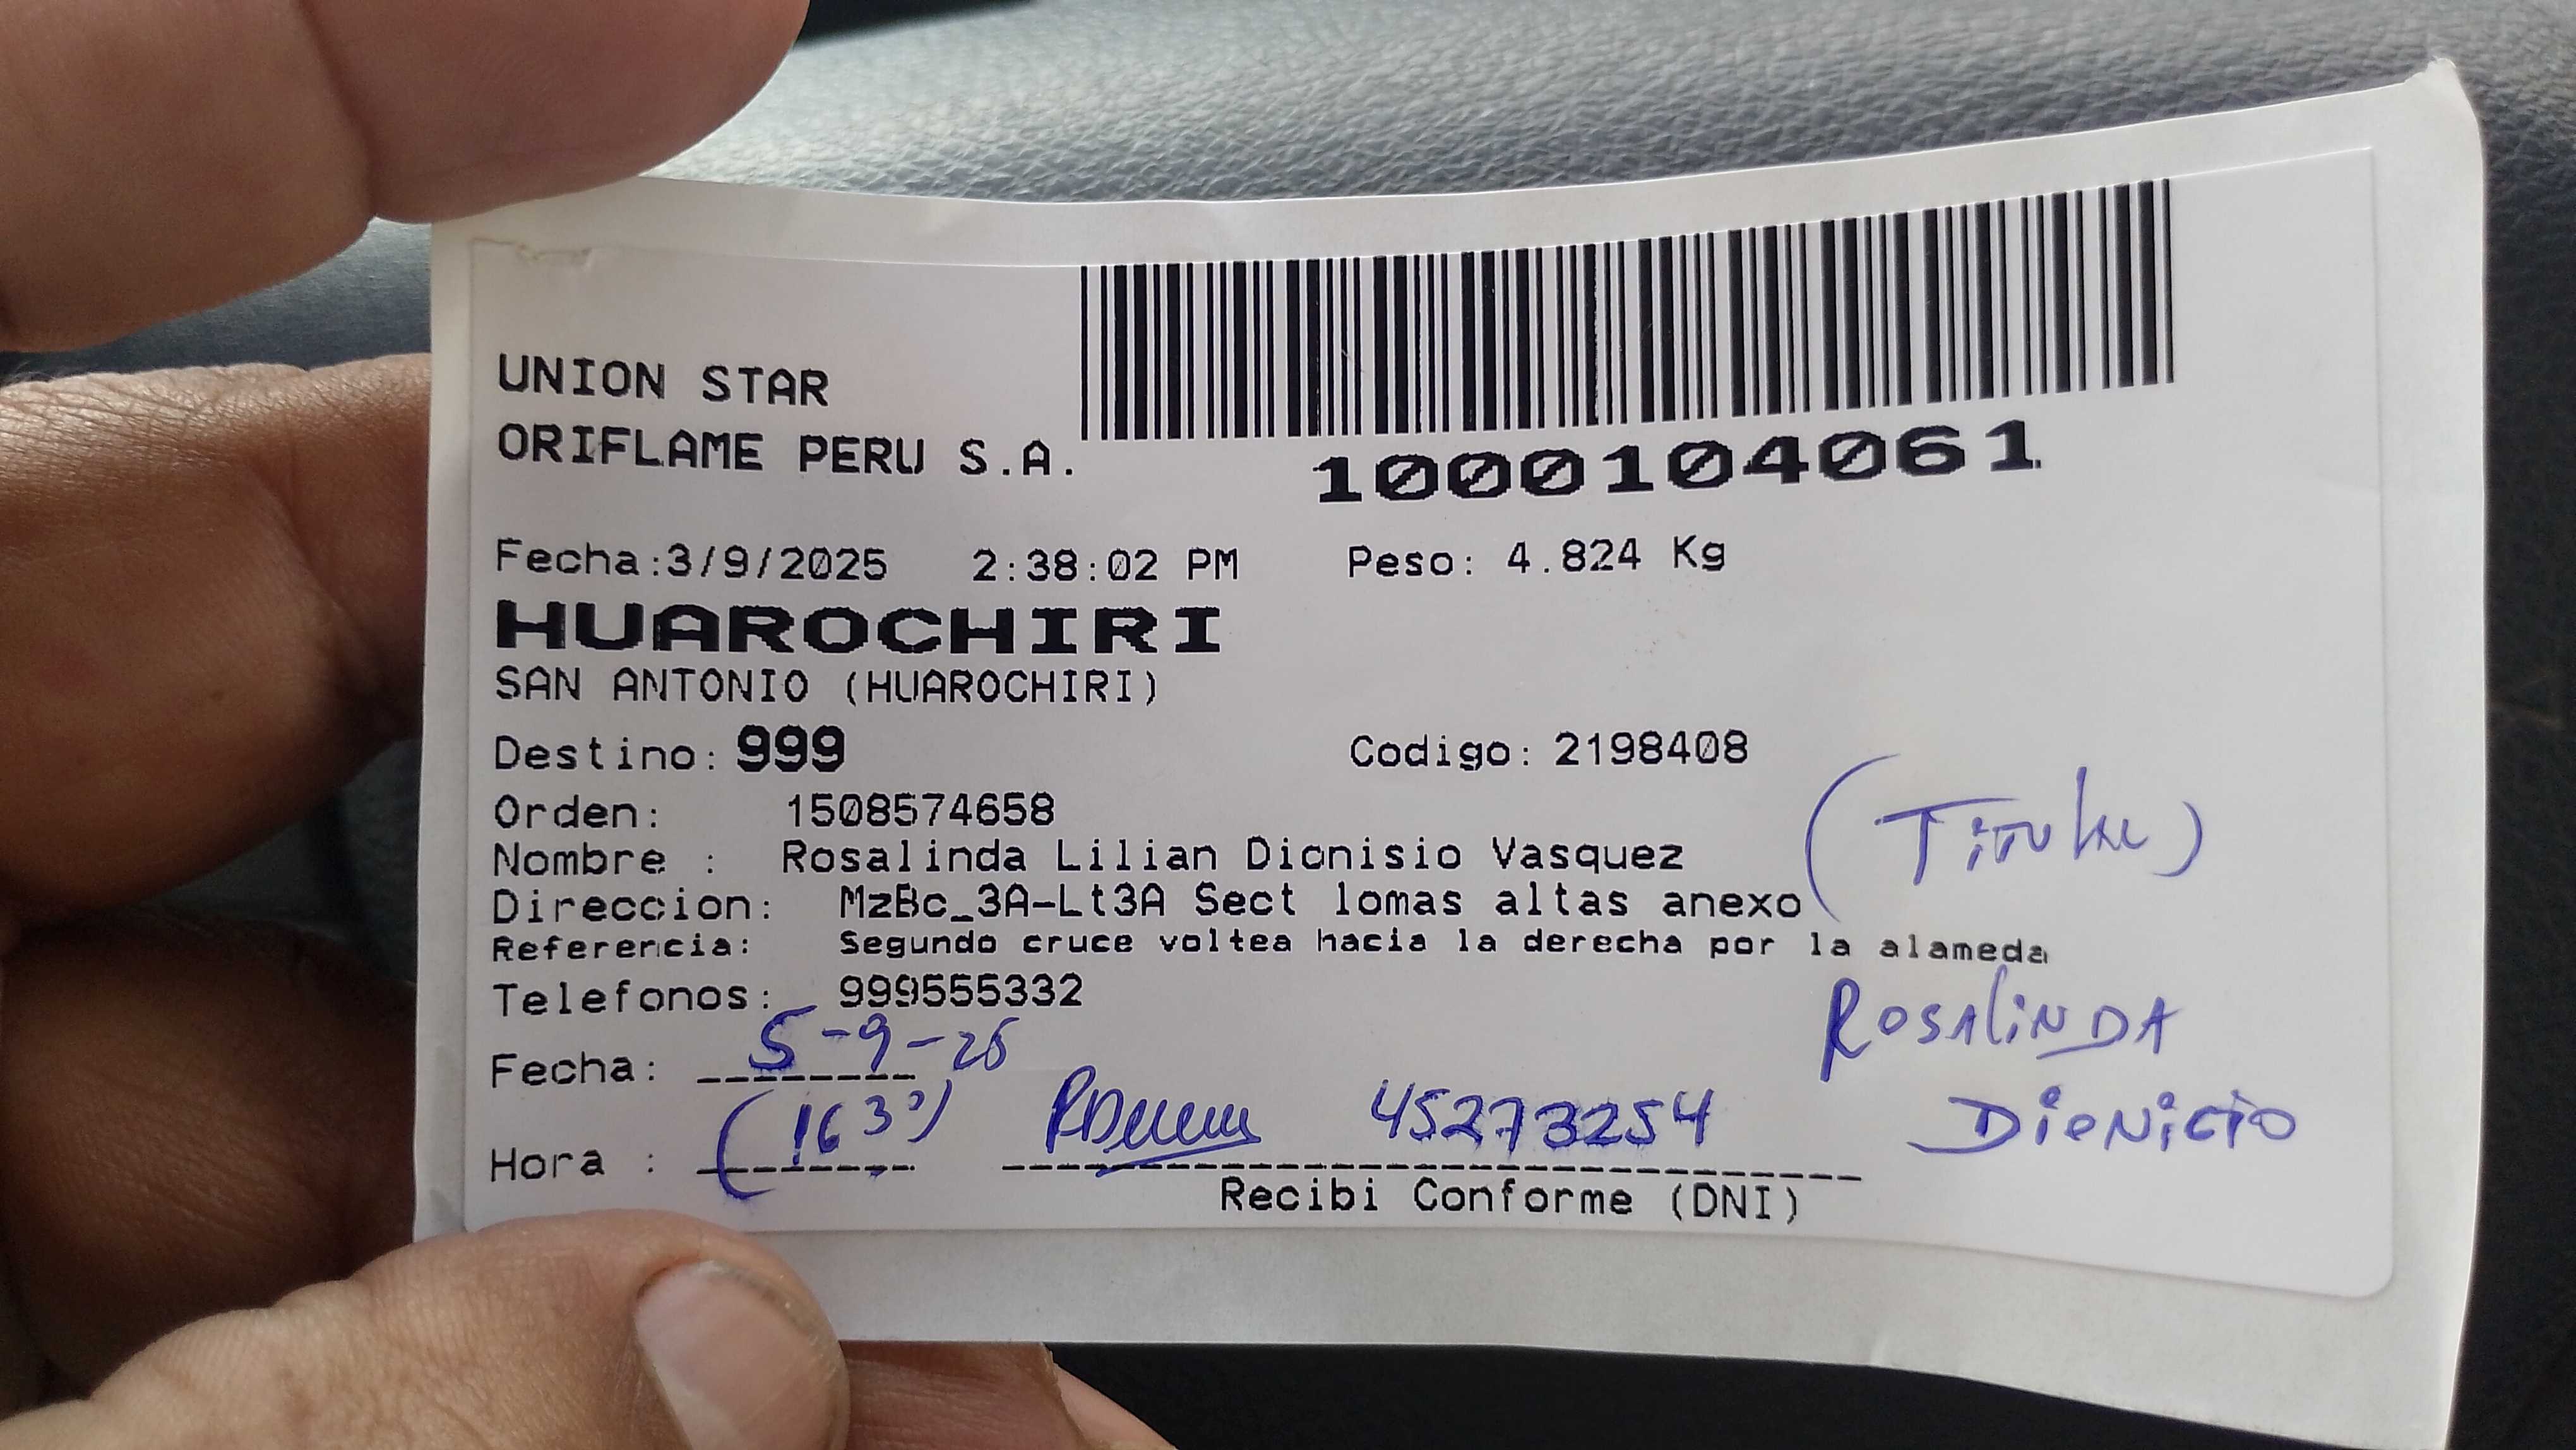 UNION STAR
ORIFLAME PERU S.A.
1000104061
Fecha:3/9/2025 2:38:02 PM Peso: 4.824 Kg
HUAROCHIRI
SAN ANTONIO (HUAROCHIRI)
Destino: 999 Codigo: 2198408
Orden: 1508574658
Nombre : Rosalinda Lilian Dionisio Vasquez
(Titular)
Direccion: MzBc_3A-Lt3A Sect lomas altas anexo
Referencia: Segundo cruce voltea hacia la derecha por la alameda
Telefonos: 999555332
ROSALINDA
DIONICIO
Fecha: 5-9-25
Hora : (16 30) 45273254
Recibi Conforme (DNI)